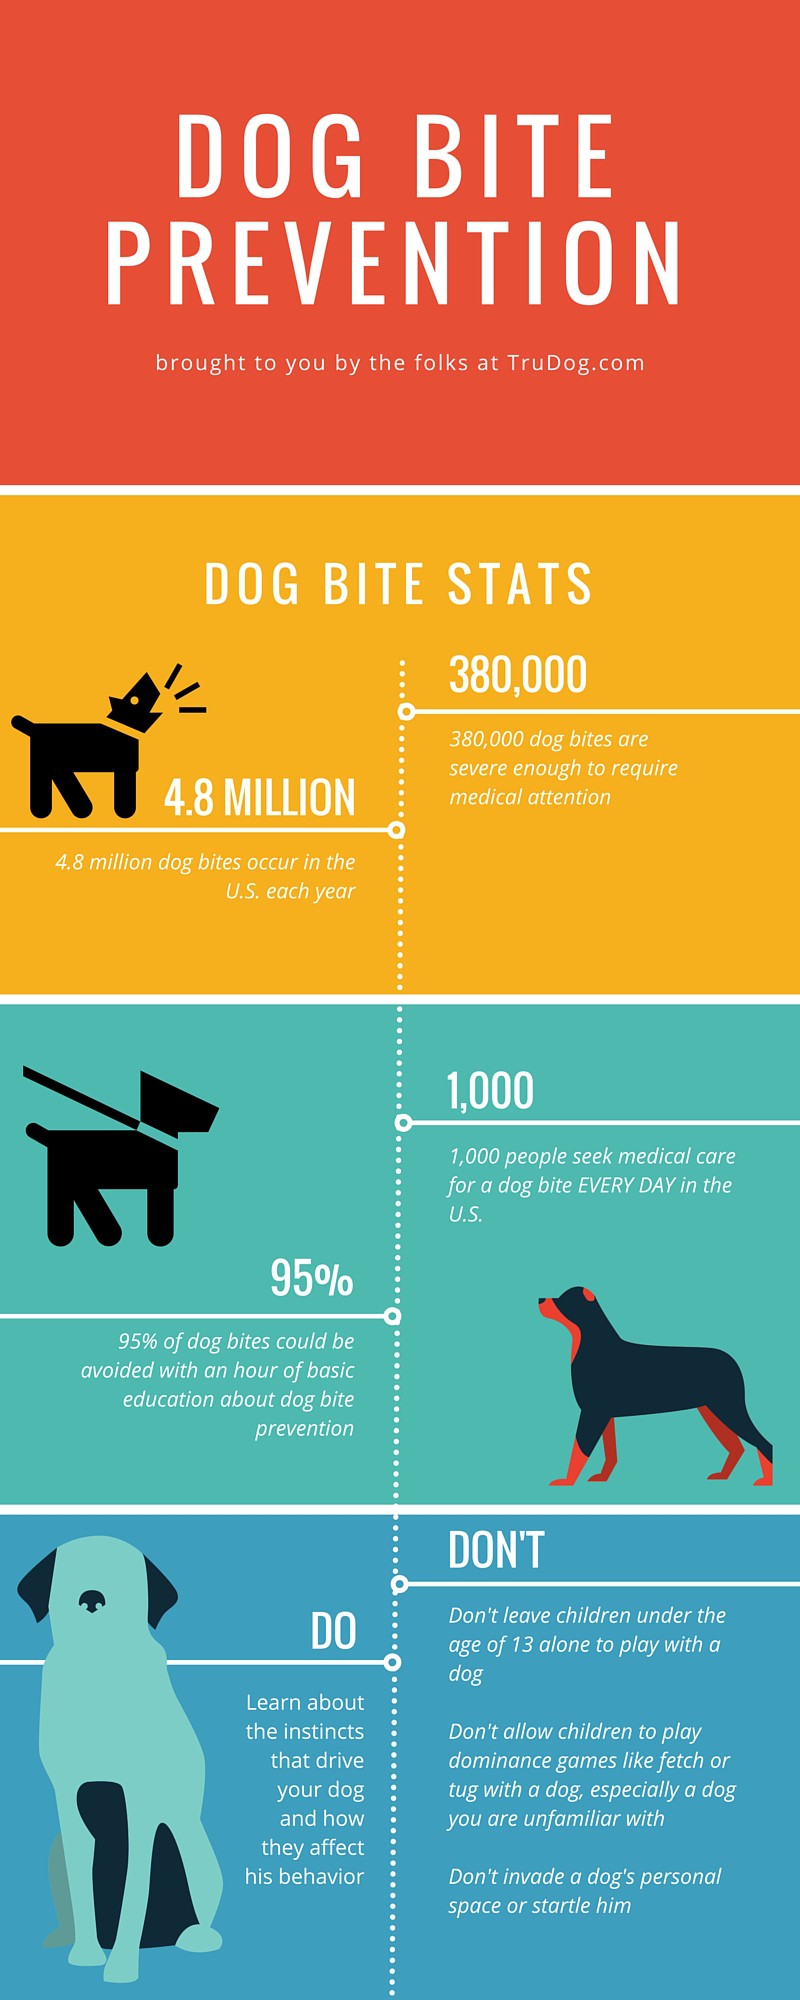 DOG BITE
PREVENTION
brought to you by the folks at TruDog.com
DOG BITE STATS
380,000
380,000 dog bites are
severe enough to require
medical attention
4.8 MILLION
4.8 million dog bites occur in the
U.S. each year
1,000
1,000 people seek medical care
for a dog bite EVERY DAY in the
U.S.
95%
95% of dog bites could be
avoided with an hour of basic
education about dog bite
prevention
DO
Learn about
the instincts
that drive
your dog
and how
they affect
his behavior
DON'T
Don't leave children under the
age of 13 alone to play with a
dog
Don't allow children to play
dominance games like fetch or
tug with a dog, especially a dog
you are unfamiliar with
Don't invade a dog's personal
space or startle him